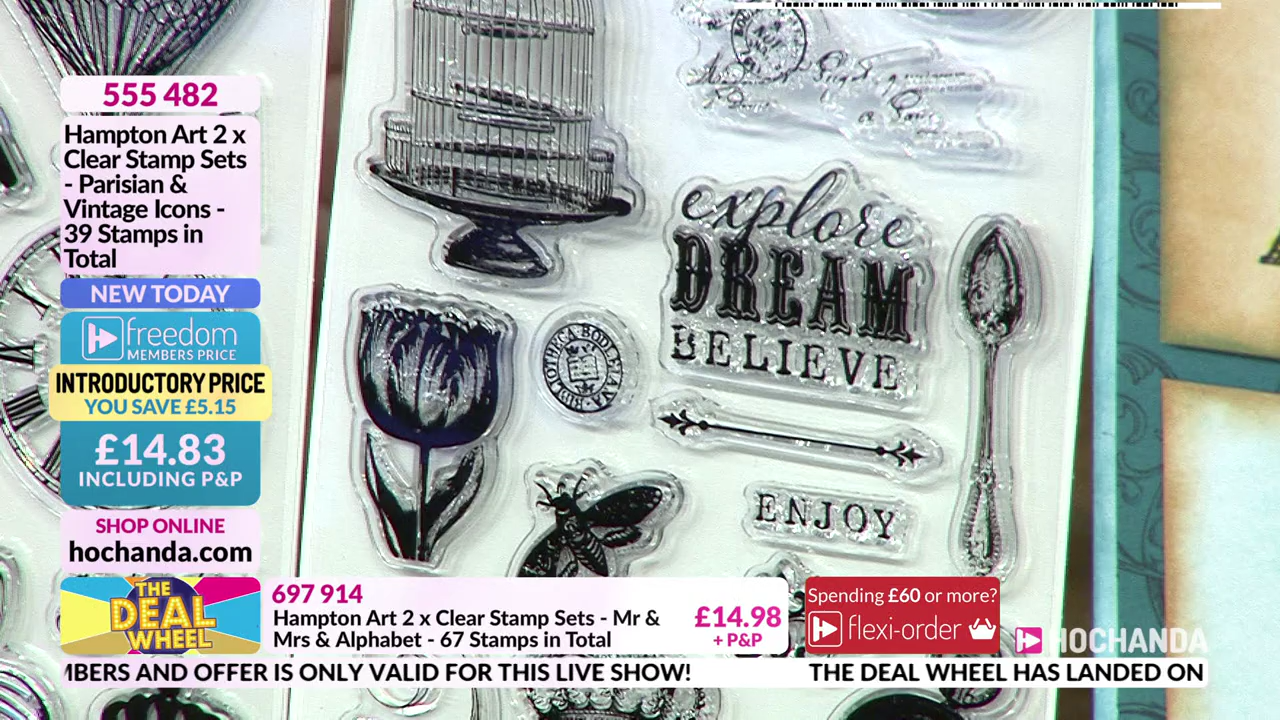 555 482
Hampton Art 2 x
Clear Stamp Sets
- Parisian &
Vintage Icons -
39 Stamps in
Total
NEW TODAY
freedom
MEMBERS PRICE
INTRODUCTORY PRICE
YOU SAVE £5.15
£14.83
INCLUDING P&P
SHOP ONLINE
hochanda.com
explore
DREAM
BELIEVE
BIBLIOTHECA BODLEIANA
ENJOY
THE
DEAL
WHEEL
697 914
Hampton Art 2 x Clear Stamp Sets - Mr &
Mrs & Alphabet - 67 Stamps in Total
£14.98
+ P&P
Spending £60 or more?
flexi-order
HOCHANDA
MBERS AND OFFER IS ONLY VALID FOR THIS LIVE SHOW! THE DEAL WHEEL HAS LANDED ON